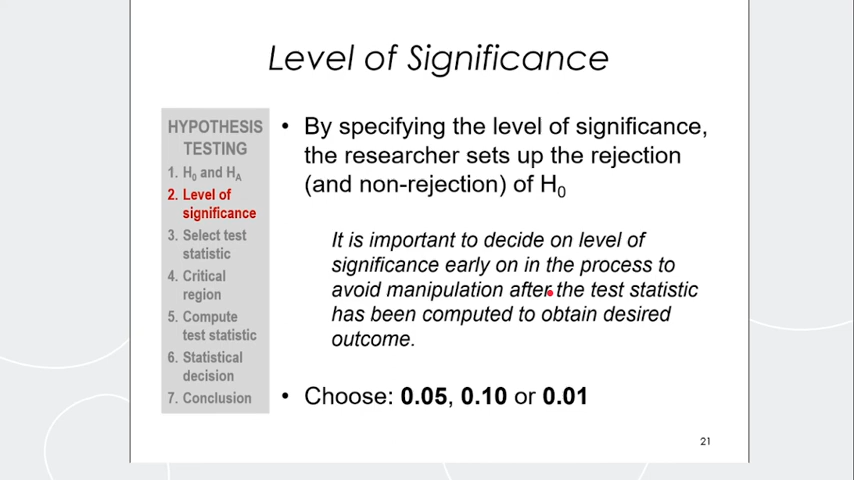 Level of Significance
HYPOTHESIS
TESTING
1. H0 and HA
2. Level of
significance
3. Select test
statistic
4. Critical
region
5. Compute
test statistic
6. Statistical
decision
7. Conclusion
• By specifying the level of significance,
the researcher sets up the rejection
(and non-rejection) of H0
It is important to decide on level of
significance early on in the process to
avoid manipulation after the test statistic
has been computed to obtain desired
outcome.
• Choose: 0.05, 0.10 or 0.01
21